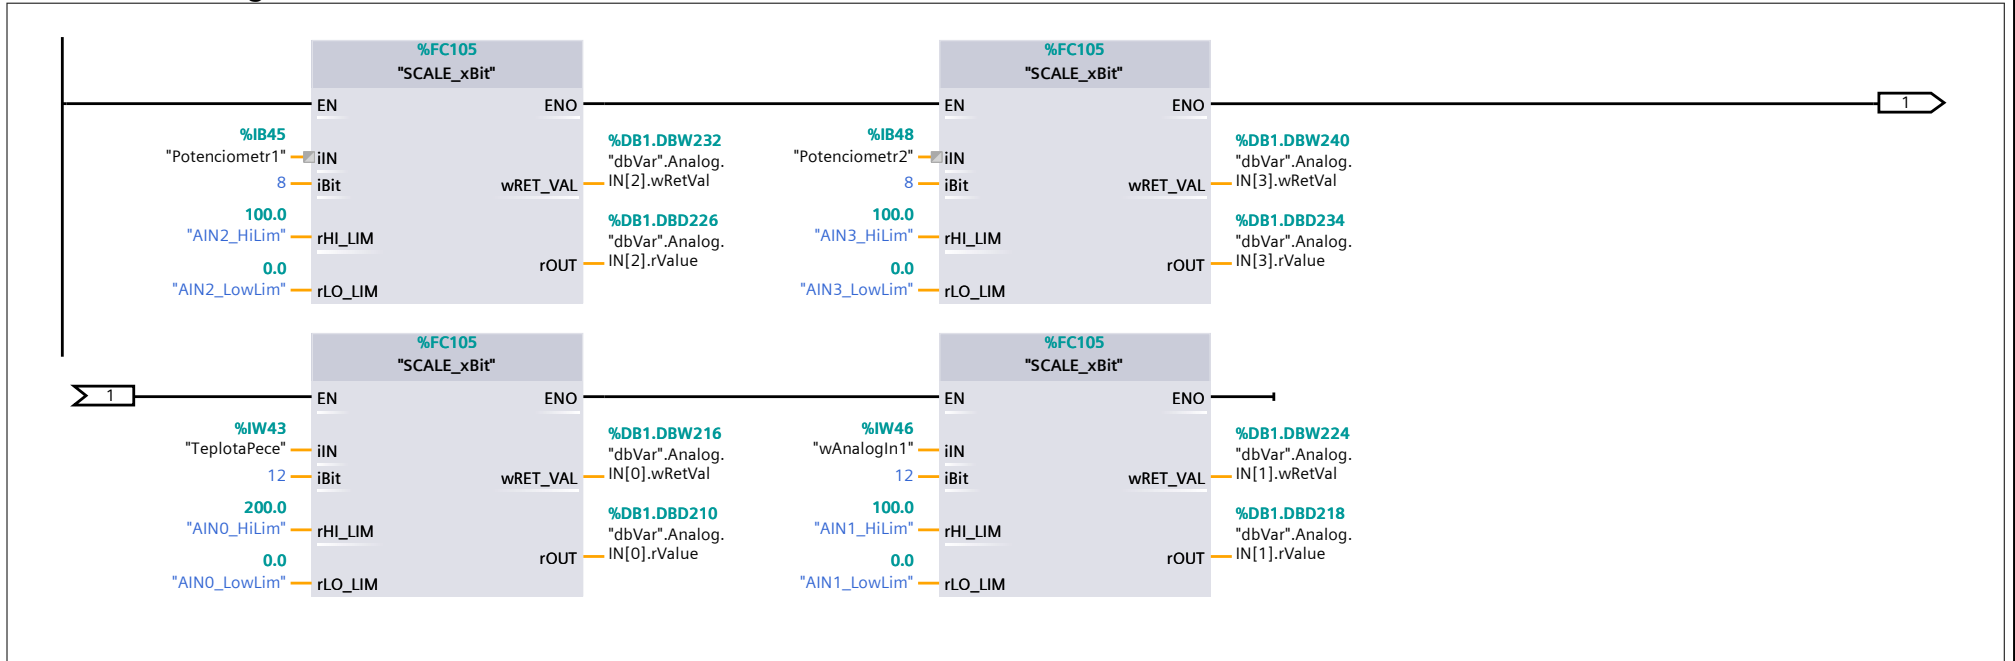 %FC105
"SCALE_xBit"
EN
ENO
%IB45
"Potenciometr1"
iIN
8
iBit
100.0
"AIN2_HiLim"
rHI_LIM
0.0
"AIN2_LowLim"
rLO_LIM
wRET_VAL
%DB1.DBW232
"dbVar".Analog.
IN[2].wRetVal
rOUT
%DB1.DBD226
"dbVar".Analog.
IN[2].rValue
%FC105
"SCALE_xBit"
EN
ENO
%IB48
"Potenciometr2"
iIN
8
iBit
100.0
"AIN3_HiLim"
rHI_LIM
0.0
"AIN3_LowLim"
rLO_LIM
wRET_VAL
%DB1.DBW240
"dbVar".Analog.
IN[3].wRetVal
rOUT
%DB1.DBD234
"dbVar".Analog.
IN[3].rValue
1
1
%FC105
"SCALE_xBit"
EN
ENO
%IW43
"TeplotaPece"
iIN
12
iBit
200.0
"AIN0_HiLim"
rHI_LIM
0.0
"AIN0_LowLim"
rLO_LIM
wRET_VAL
%DB1.DBW216
"dbVar".Analog.
IN[0].wRetVal
rOUT
%DB1.DBD210
"dbVar".Analog.
IN[0].rValue
%FC105
"SCALE_xBit"
EN
ENO
%IW46
"wAnalogIn1"
iIN
12
iBit
100.0
"AIN1_HiLim"
rHI_LIM
0.0
"AIN1_LowLim"
rLO_LIM
wRET_VAL
%DB1.DBW224
"dbVar".Analog.
IN[1].wRetVal
rOUT
%DB1.DBD218
"dbVar".Analog.
IN[1].rValue